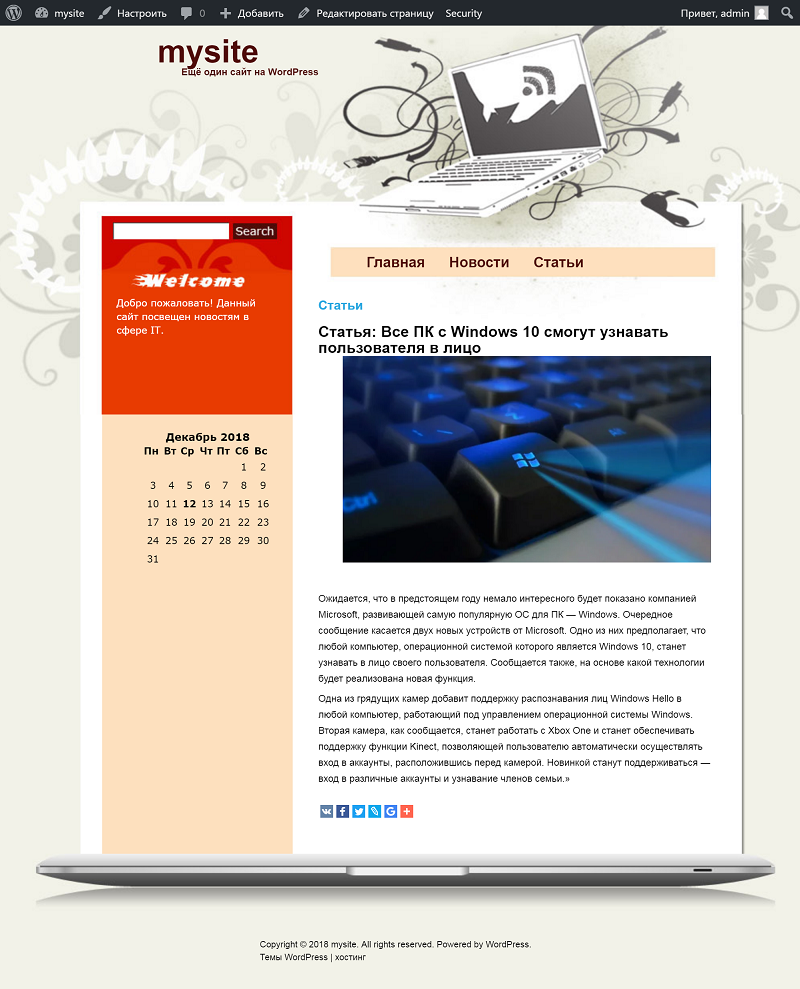 mysite Настроить 0 Добавить Редактировать страницу Security Привет, admin
mysite
Ещё один сайт на WordPress
Search
Welcome
Добро пожаловать! Данный
сайт посвещен новостям в
сфере IT.
Главная Новости Статьи
Статьи
Статья: Все ПК с Windows 10 смогут узнавать
пользователя в лицо
Ctrl
Декабрь 2018
Пн Вт Ср Чт Пт Сб Вс
1 2
3 4 5 6 7 8 9
10 11 12 13 14 15 16
17 18 19 20 21 22 23
24 25 26 27 28 29 30
31
Ожидается, что в предстоящем году немало интересного будет показано компанией
Microsoft, развивающей самую популярную ОС для ПК — Windows. Очередное
сообщение касается двух новых устройств от Microsoft. Одно из них предполагает, что
любой компьютер, операционной системой которого является Windows 10, станет
узнавать в лицо своего пользователя. Сообщается также, на основе какой технологии
будет реализована новая функция.
Одна из грядущих камер добавит поддержку распознавания лиц Windows Hello в
любой компьютер, работающий под управлением операционной системы Windows.
Вторая камера, как сообщается, станет работать с Xbox One и станет обеспечивать
поддержку функции Kinect, позволяющей пользователю автоматически осуществлять
вход в аккаунты, расположившись перед камерой. Новинкой станут поддерживаться —
вход в различные аккаунты и узнавание членов семьи.»
Copyright © 2018 mysite. All rights reserved. Powered by WordPress.
Темы WordPress | хостинг